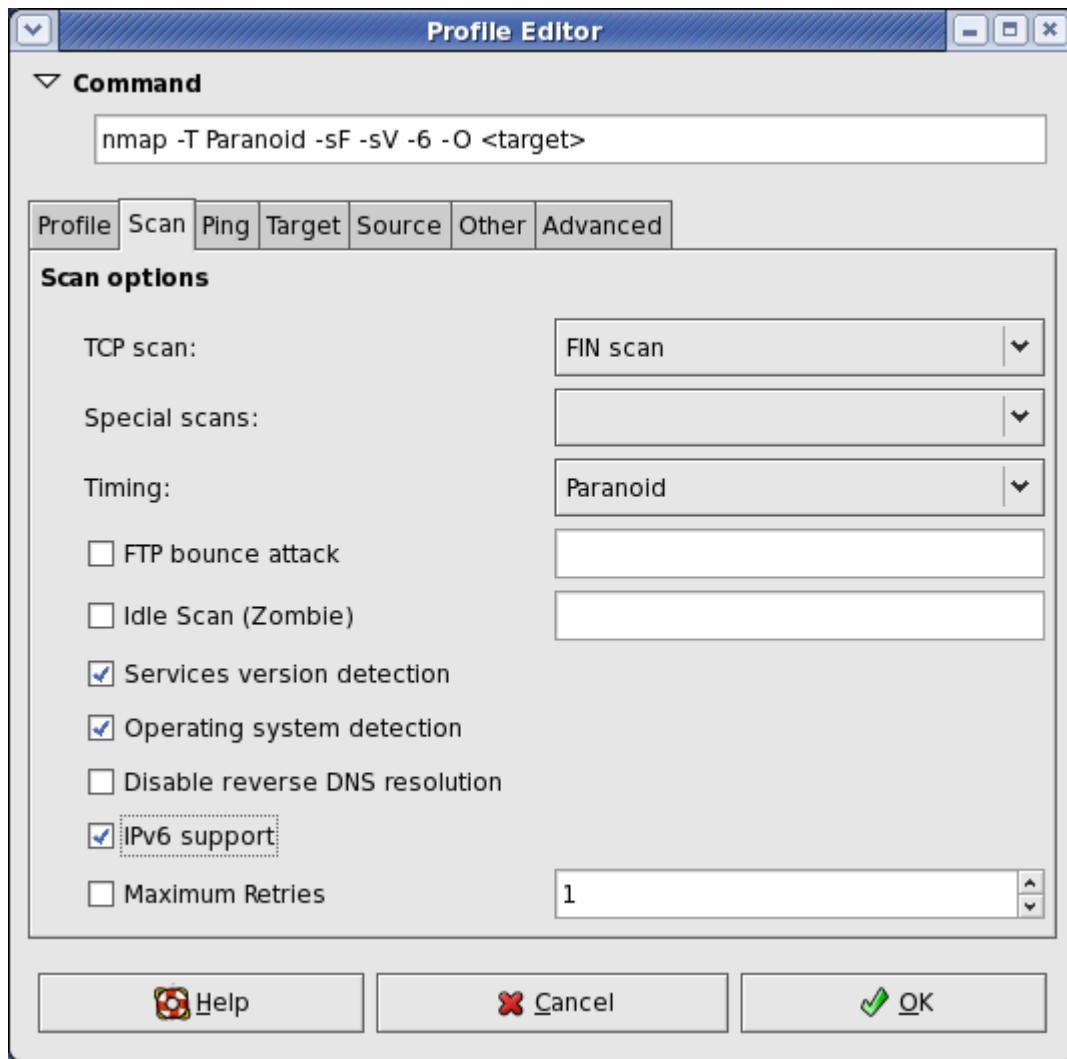 Profile Editor
Command
nmap -T Paranoid -sF -sV -6 -O <target>
Profile Scan Ping Target Source Other Advanced
Scan options
TCP scan: FIN scan
Special scans:
Timing: Paranoid
FTP bounce attack
Idle Scan (Zombie)
Services version detection
Operating system detection
Disable reverse DNS resolution
IPv6 support
Maximum Retries 1
Help Cancel OK